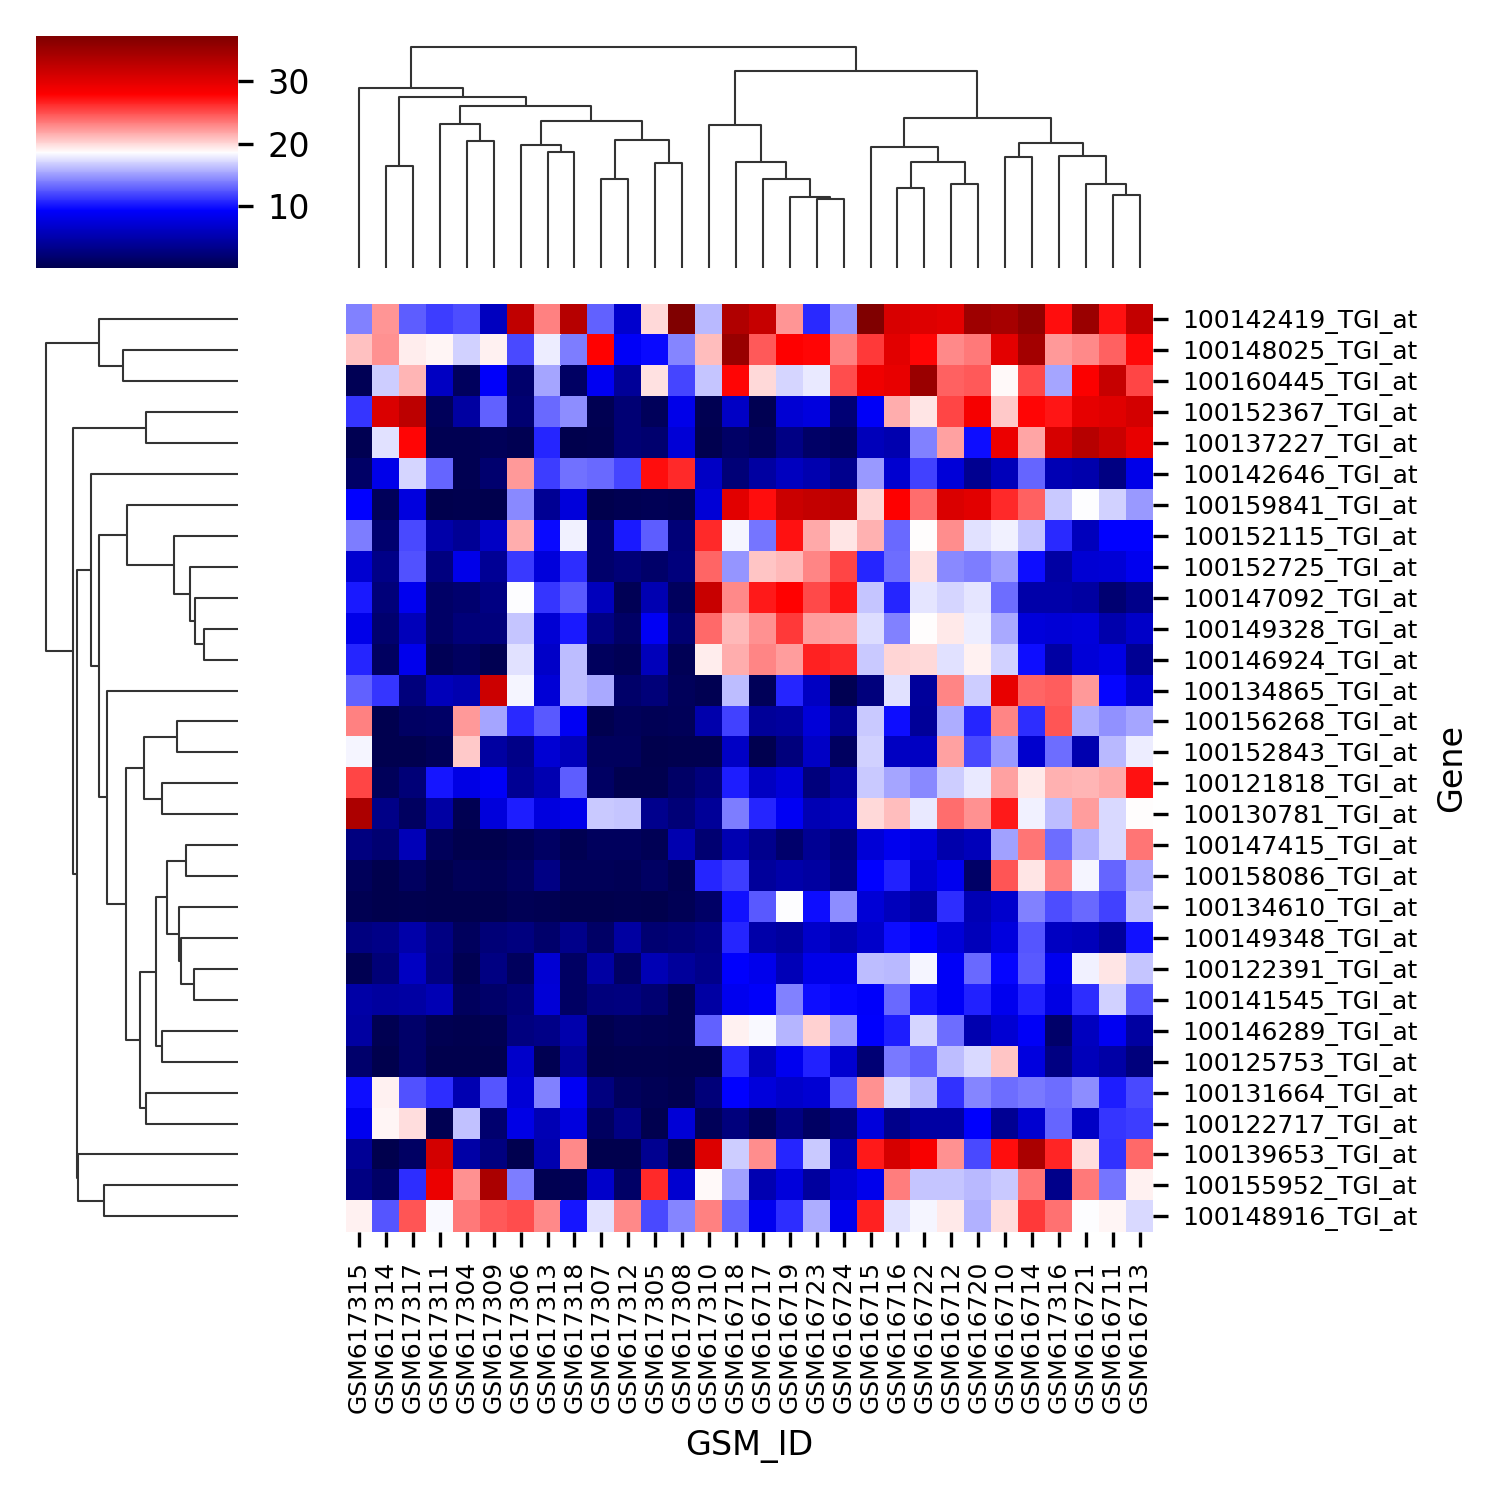 30
20
10
100142419_TGI_at
100148025_TGI_at
100160445_TGI_at
100152367_TGI_at
100137227_TGI_at
100142646_TGI_at
100159841_TGI_at
100152115_TGI_at
100152725_TGI_at
100147092_TGI_at
100149328_TGI_at
100146924_TGI_at
100134865_TGI_at
100156268_TGI_at
100152843_TGI_at
100121818_TGI_at
100130781_TGI_at
100147415_TGI_at
100158086_TGI_at
100134610_TGI_at
100149348_TGI_at
100122391_TGI_at
100141545_TGI_at
100146289_TGI_at
100125753_TGI_at
100131664_TGI_at
100122717_TGI_at
100139653_TGI_at
100155952_TGI_at
100148916_TGI_at
Gene
GSM617315
GSM617314
GSM617317
GSM617311
GSM617304
GSM617309
GSM617306
GSM617313
GSM617318
GSM617307
GSM617312
GSM617305
GSM617308
GSM617310
GSM616718
GSM616717
GSM616719
GSM616723
GSM616724
GSM616715
GSM616716
GSM616722
GSM616712
GSM616720
GSM616710
GSM616714
GSM617316
GSM616721
GSM616711
GSM616713
GSM_ID